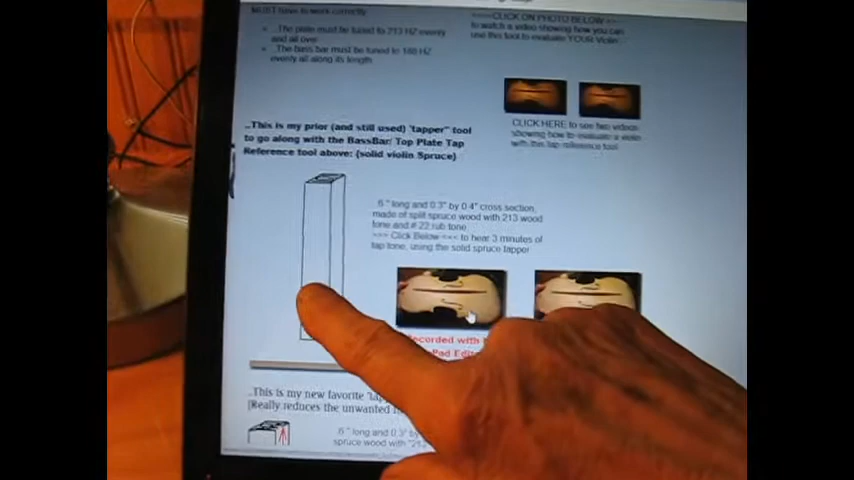 MUST have to work correctly
The plate must be tuned to 213 HZ evenly
and all over
The bass bar must be tuned to 160 HZ
evenly all along its length
CLICK ON PHOTO BELOW
to watch a video showing how you can
use this tool to evaluate YOUR Violin
CLICK HERE to see two videos
showing how to evaluate a violin
with this tap reference tool
..This is my prior (and still used) 'tapper" tool
to go along with the BassBar/ Top Plate Tap
Reference tool above: (solid violin Spruce)
6 " long and 0.3" by 0.4" cross section,
made of split spruce wood with 213 wood
tone and # 22 rub tone
>>> Click Below <<< to hear 3 minutes of
tap tone, using the solid spruce tapper
ecorded with
Pad Edit
..This is my new favorite 'tap
(Really reduces the unwanted
6 " long and 0.3" by
spruce wood with "21